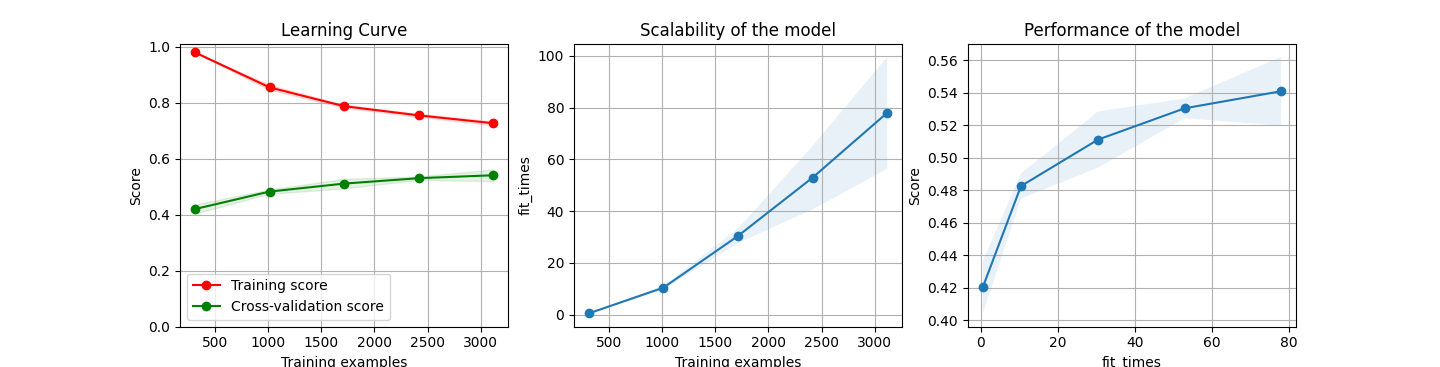 Learning Curve
1.0
0.8
0.6
0.4
0.2
0.0
Score
Training score
Cross-validation score
500 1000 1500 2000 2500 3000
Training examples
Scalability of the model
100
80
60
40
20
0
fit_times
500 1000 1500 2000 2500 3000
Training examples
Performance of the model
0.56
0.54
0.52
0.50
0.48
0.46
0.44
0.42
0.40
Score
0 20 40 60 80
fit_times